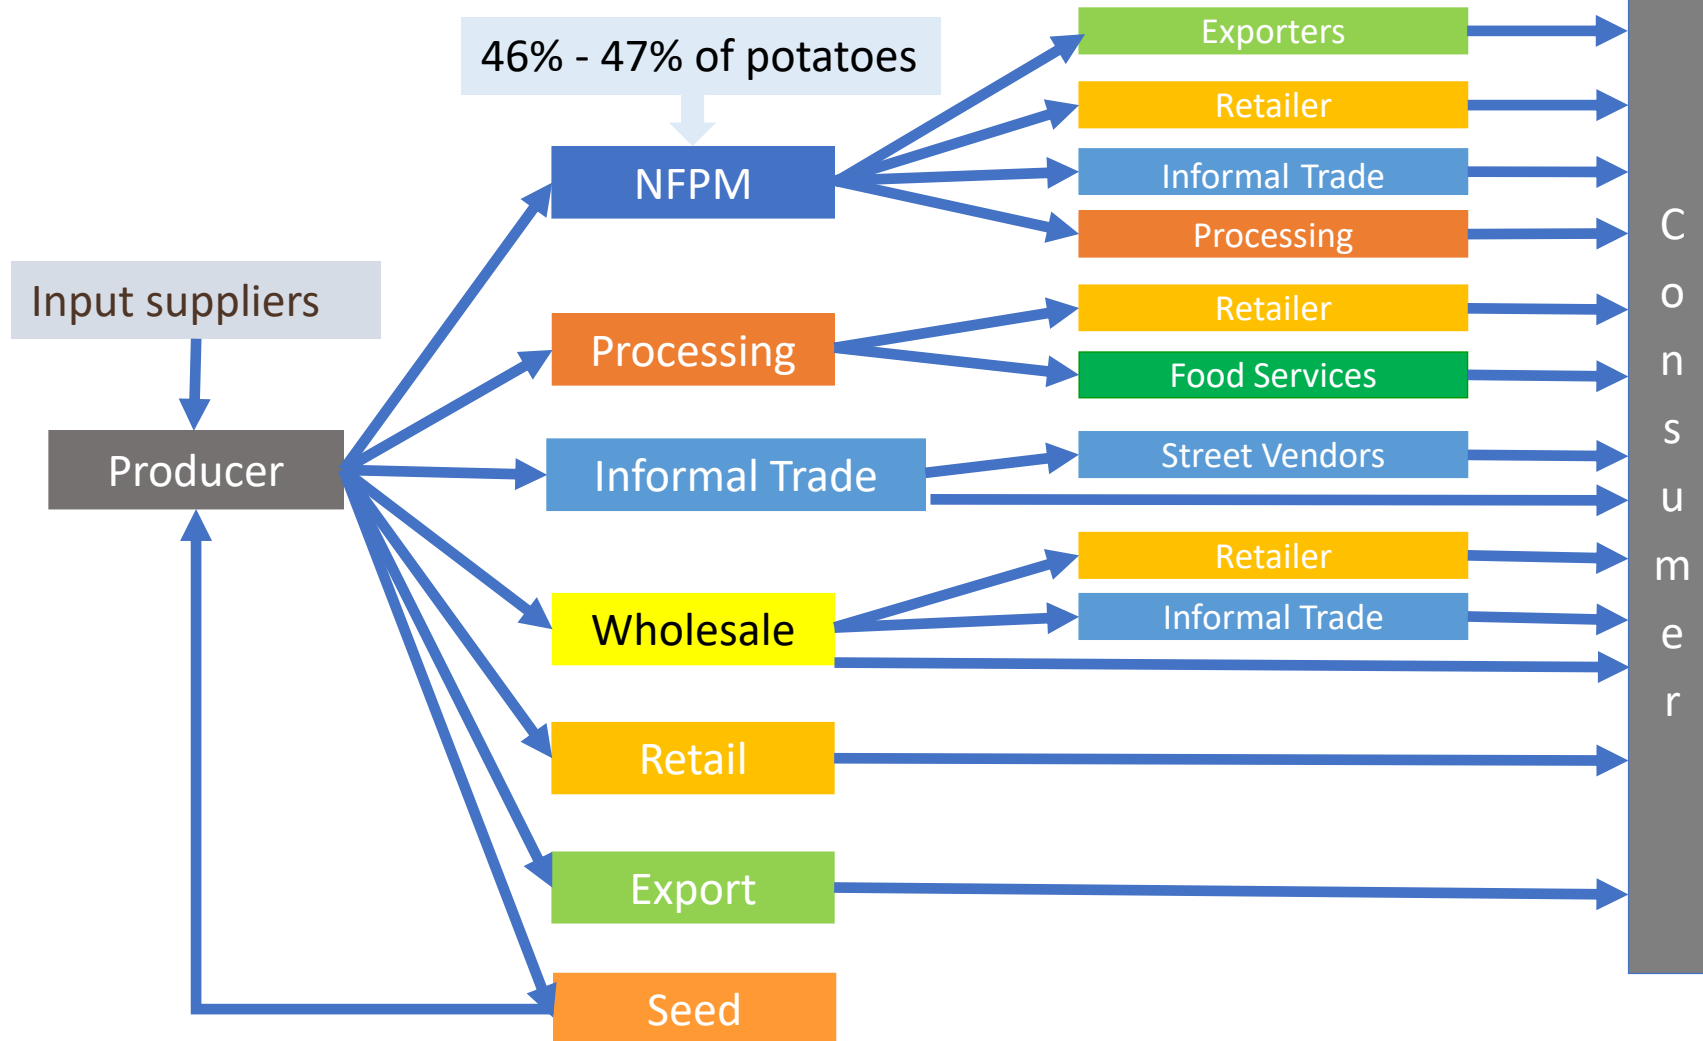 46% - 47% of potatoes
Input suppliers
Producer
NFPM
Processing
Informal Trade
Wholesale
Retail
Export
Seed
Exporters
Retailer
Informal Trade
Processing
Retailer
Food Services
Street Vendors
Retailer
Informal Trade
C
o
n
s
u
m
e
r